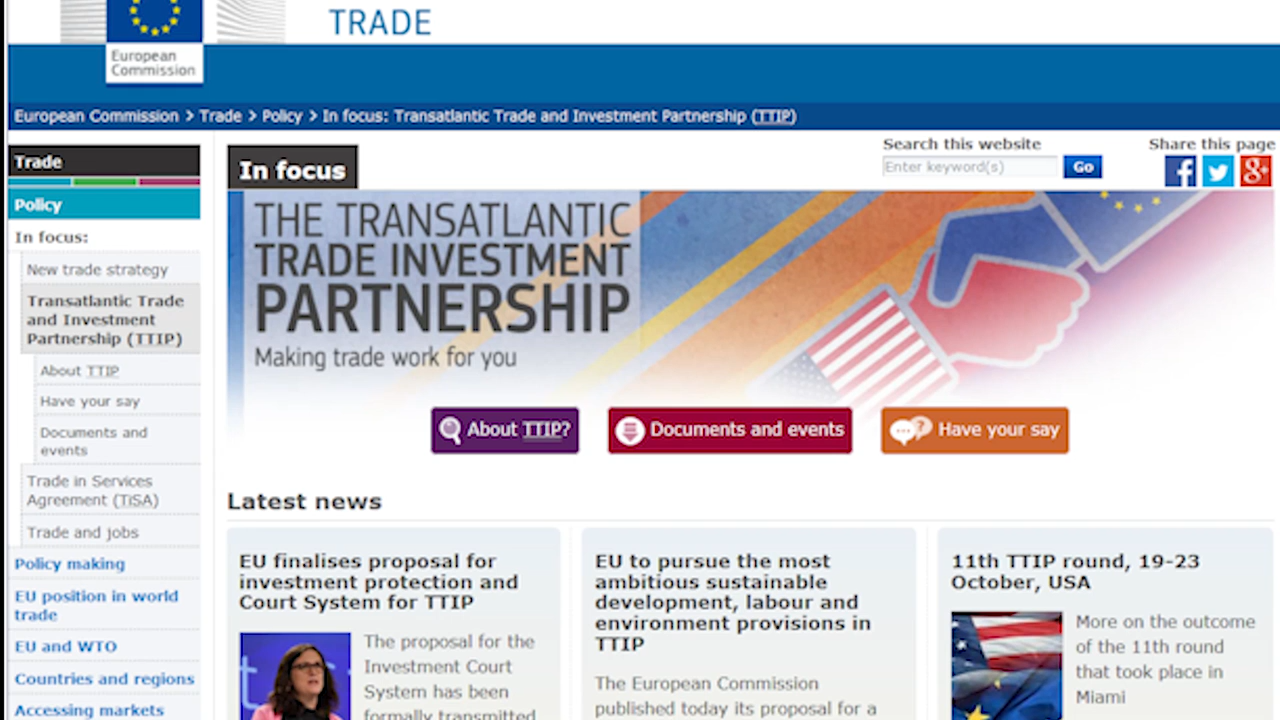 TRADE
European
Commission
European Commission > Trade > Policy > In focus: Transatlantic Trade and Investment Partnership (TTIP)
Search this website
Share this page
Enter keyword(s)
Go
Trade
Policy
In focus:
New trade strategy
Transatlantic Trade
and Investment
Partnership (TTIP)
About TTIP
Have your say
Documents and
events
Trade in Services
Agreement (TiSA)
Trade and jobs
Policy making
EU position in world
trade
EU and WTO
Countries and regions
Accessing markets
In focus
THE TRANSATLANTIC
TRADE INVESTMENT
PARTNERSHIP
Making trade work for you
About TTIP?
Documents and events
Have your say
Latest news
EU finalises proposal for
investment protection and
Court System for TTIP
The proposal for the
Investment Court
System has been
formally transmitted
EU to pursue the most
ambitious sustainable
development, labour and
environment provisions in
TTIP
The European Commission
published today its proposal for a
11th TTIP round, 19-23
October, USA
More on the outcome
of the 11th round
that took place in
Miami